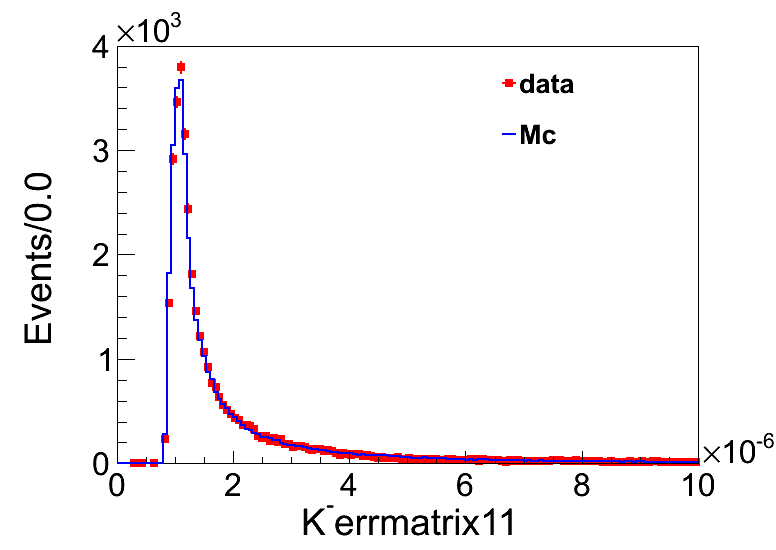 ×10³
4
3
2
1
0
Events/0.0
data
Mc
0 2 4 6 8 10
×10⁻⁶
K⁻errmatrix11